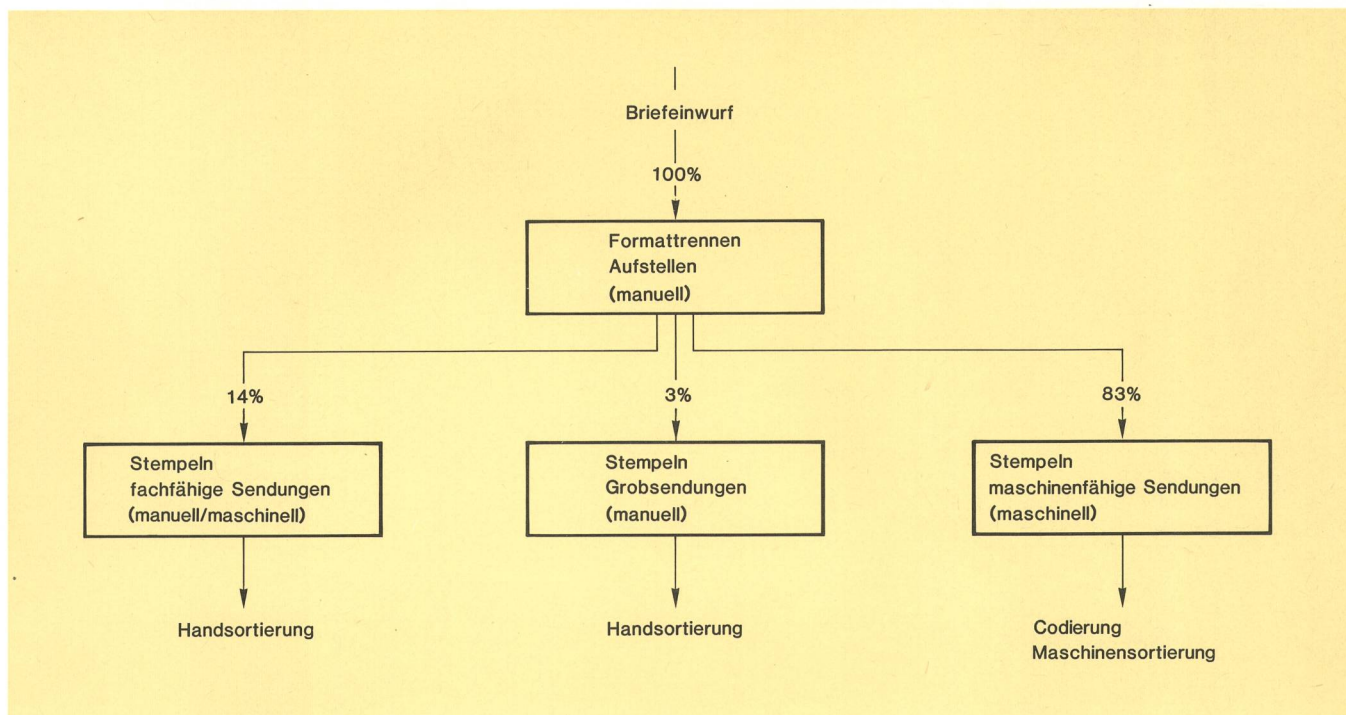 Briefeinwurf
100%
Formattrennen
Aufstellen
(manuell)
14%
3%
83%
Stempeln
fachfähige Sendungen
(manuell/maschinell)
Stempeln
Grobsendungen
(manuell)
Stempeln
maschinenfähige Sendungen
(maschinell)
Handsortierung
Handsortierung
Codierung
Maschinensortierung